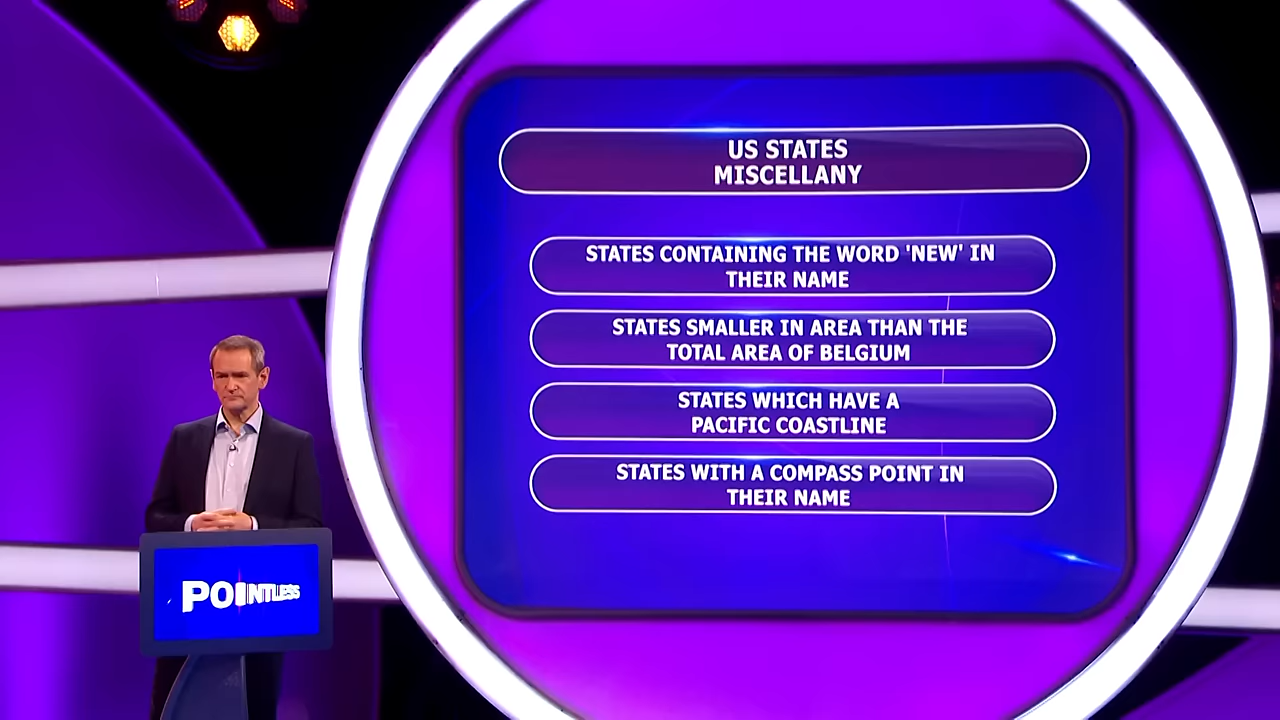 US STATES
MISCELLANY
STATES CONTAINING THE WORD 'NEW' IN
THEIR NAME
STATES SMALLER IN AREA THAN THE
TOTAL AREA OF BELGIUM
STATES WHICH HAVE A
PACIFIC COASTLINE
STATES WITH A COMPASS POINT IN
THEIR NAME
POINTLESS